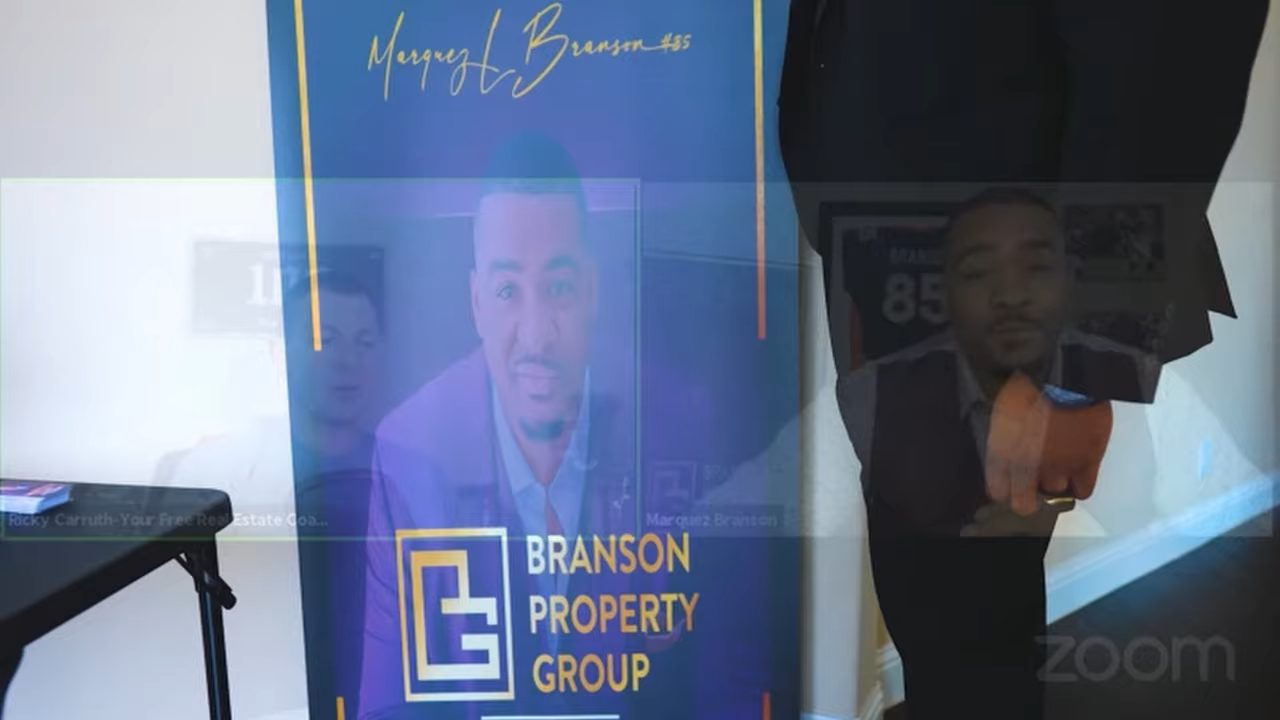 Marquez L Branson #85
85
Ricky Carruth-Your Free Real Estate Coa...
Marquez Branson
BRANSON
PROPERTY
GROUP
zoom